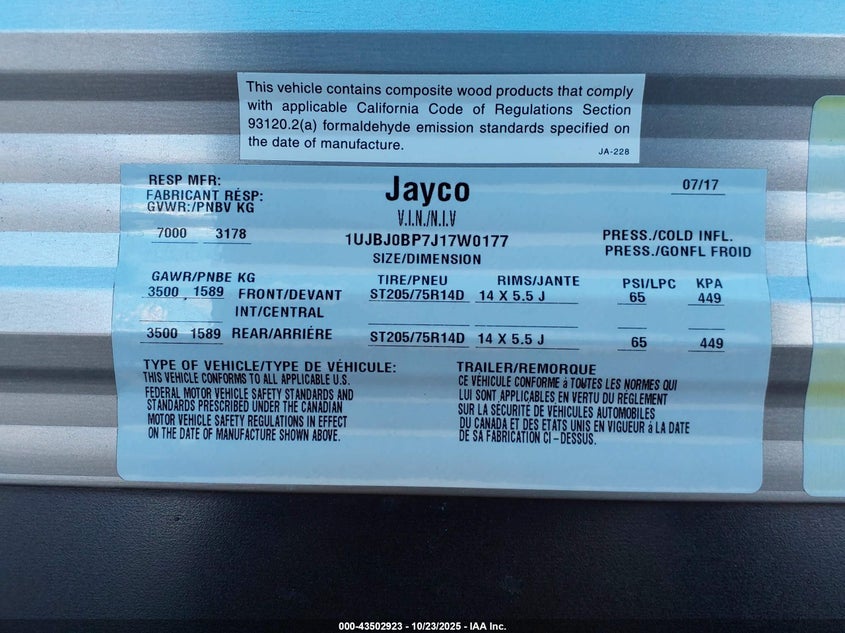 This vehicle contains composite wood products that comply
with applicable California Code of Regulations Section
93120.2(a) formaldehyde emission standards specified on
the date of manufacture.
JA-228
RESP MFR:
FABRICANT RÉSP:
GVWR:/PNBV KG
Jayco
07/17
V.I.N./N.I.V
7000 3178
1UJBJ0BP7J17W0177
PRESS./COLD INFL.
PRESS./GONFL FROID
SIZE/DIMENSION
GAWR/PNBE KG TIRE/PNEU RIMS/JANTE PSI/LPC KPA
3500 1589 FRONT/DEVANT ST205/75R14D 14 X 5.5 J 65 449
INT/CENTRAL
3500 1589 REAR/ARRIÉRE ST205/75R14D 14 X 5.5 J 65 449
TYPE OF VEHICLE/TYPE DE VÉHICULE:
THIS VEHICLE CONFORMS TO ALL APPLICABLE U.S.
FEDERAL MOTOR VEHICLE SAFETY STANDARDS AND
STANDARDS PRESCRIBED UNDER THE CANADIAN
MOTOR VEHICLE SAFETY REGULATIONS IN EFFECT
ON THE DATE OF MANUFACTURE SHOWN ABOVE.
TRAILER/REMORQUE
CE VEHICULE CONFORME à TOUTES LES NORMES QUI
LUI SONT APPLICABLES EN VERTU DU RÉGLEMENT
SUR LA SÉCURITÉ DE VEHICULES AUTOMOBILES
DU CANADA ET DES ETATS UNIS EN VIGUEUR à LA DATE
DE SA FABRICATION CI - DESSUS.
000-43502923 - 10/23/2025 - IAA Inc.